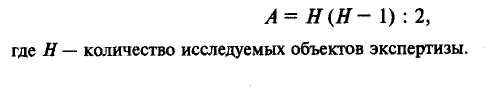 A = H (H − 1) : 2,
где H — количество исследуемых объектов экспертизы.